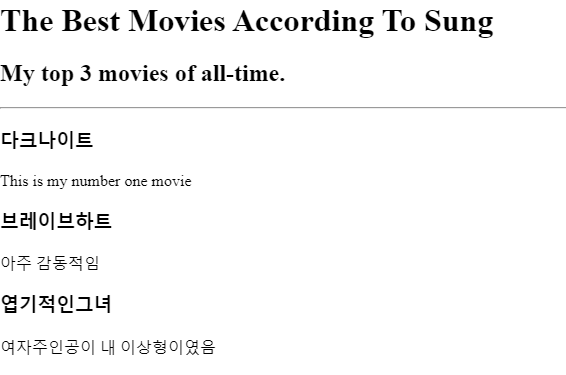 The Best Movies According To Sung
My top 3 movies of all-time.
다크나이트
This is my number one movie
브레이브하트
아주 감동적임
엽기적인그녀
여자주인공이 내 이상형이였음